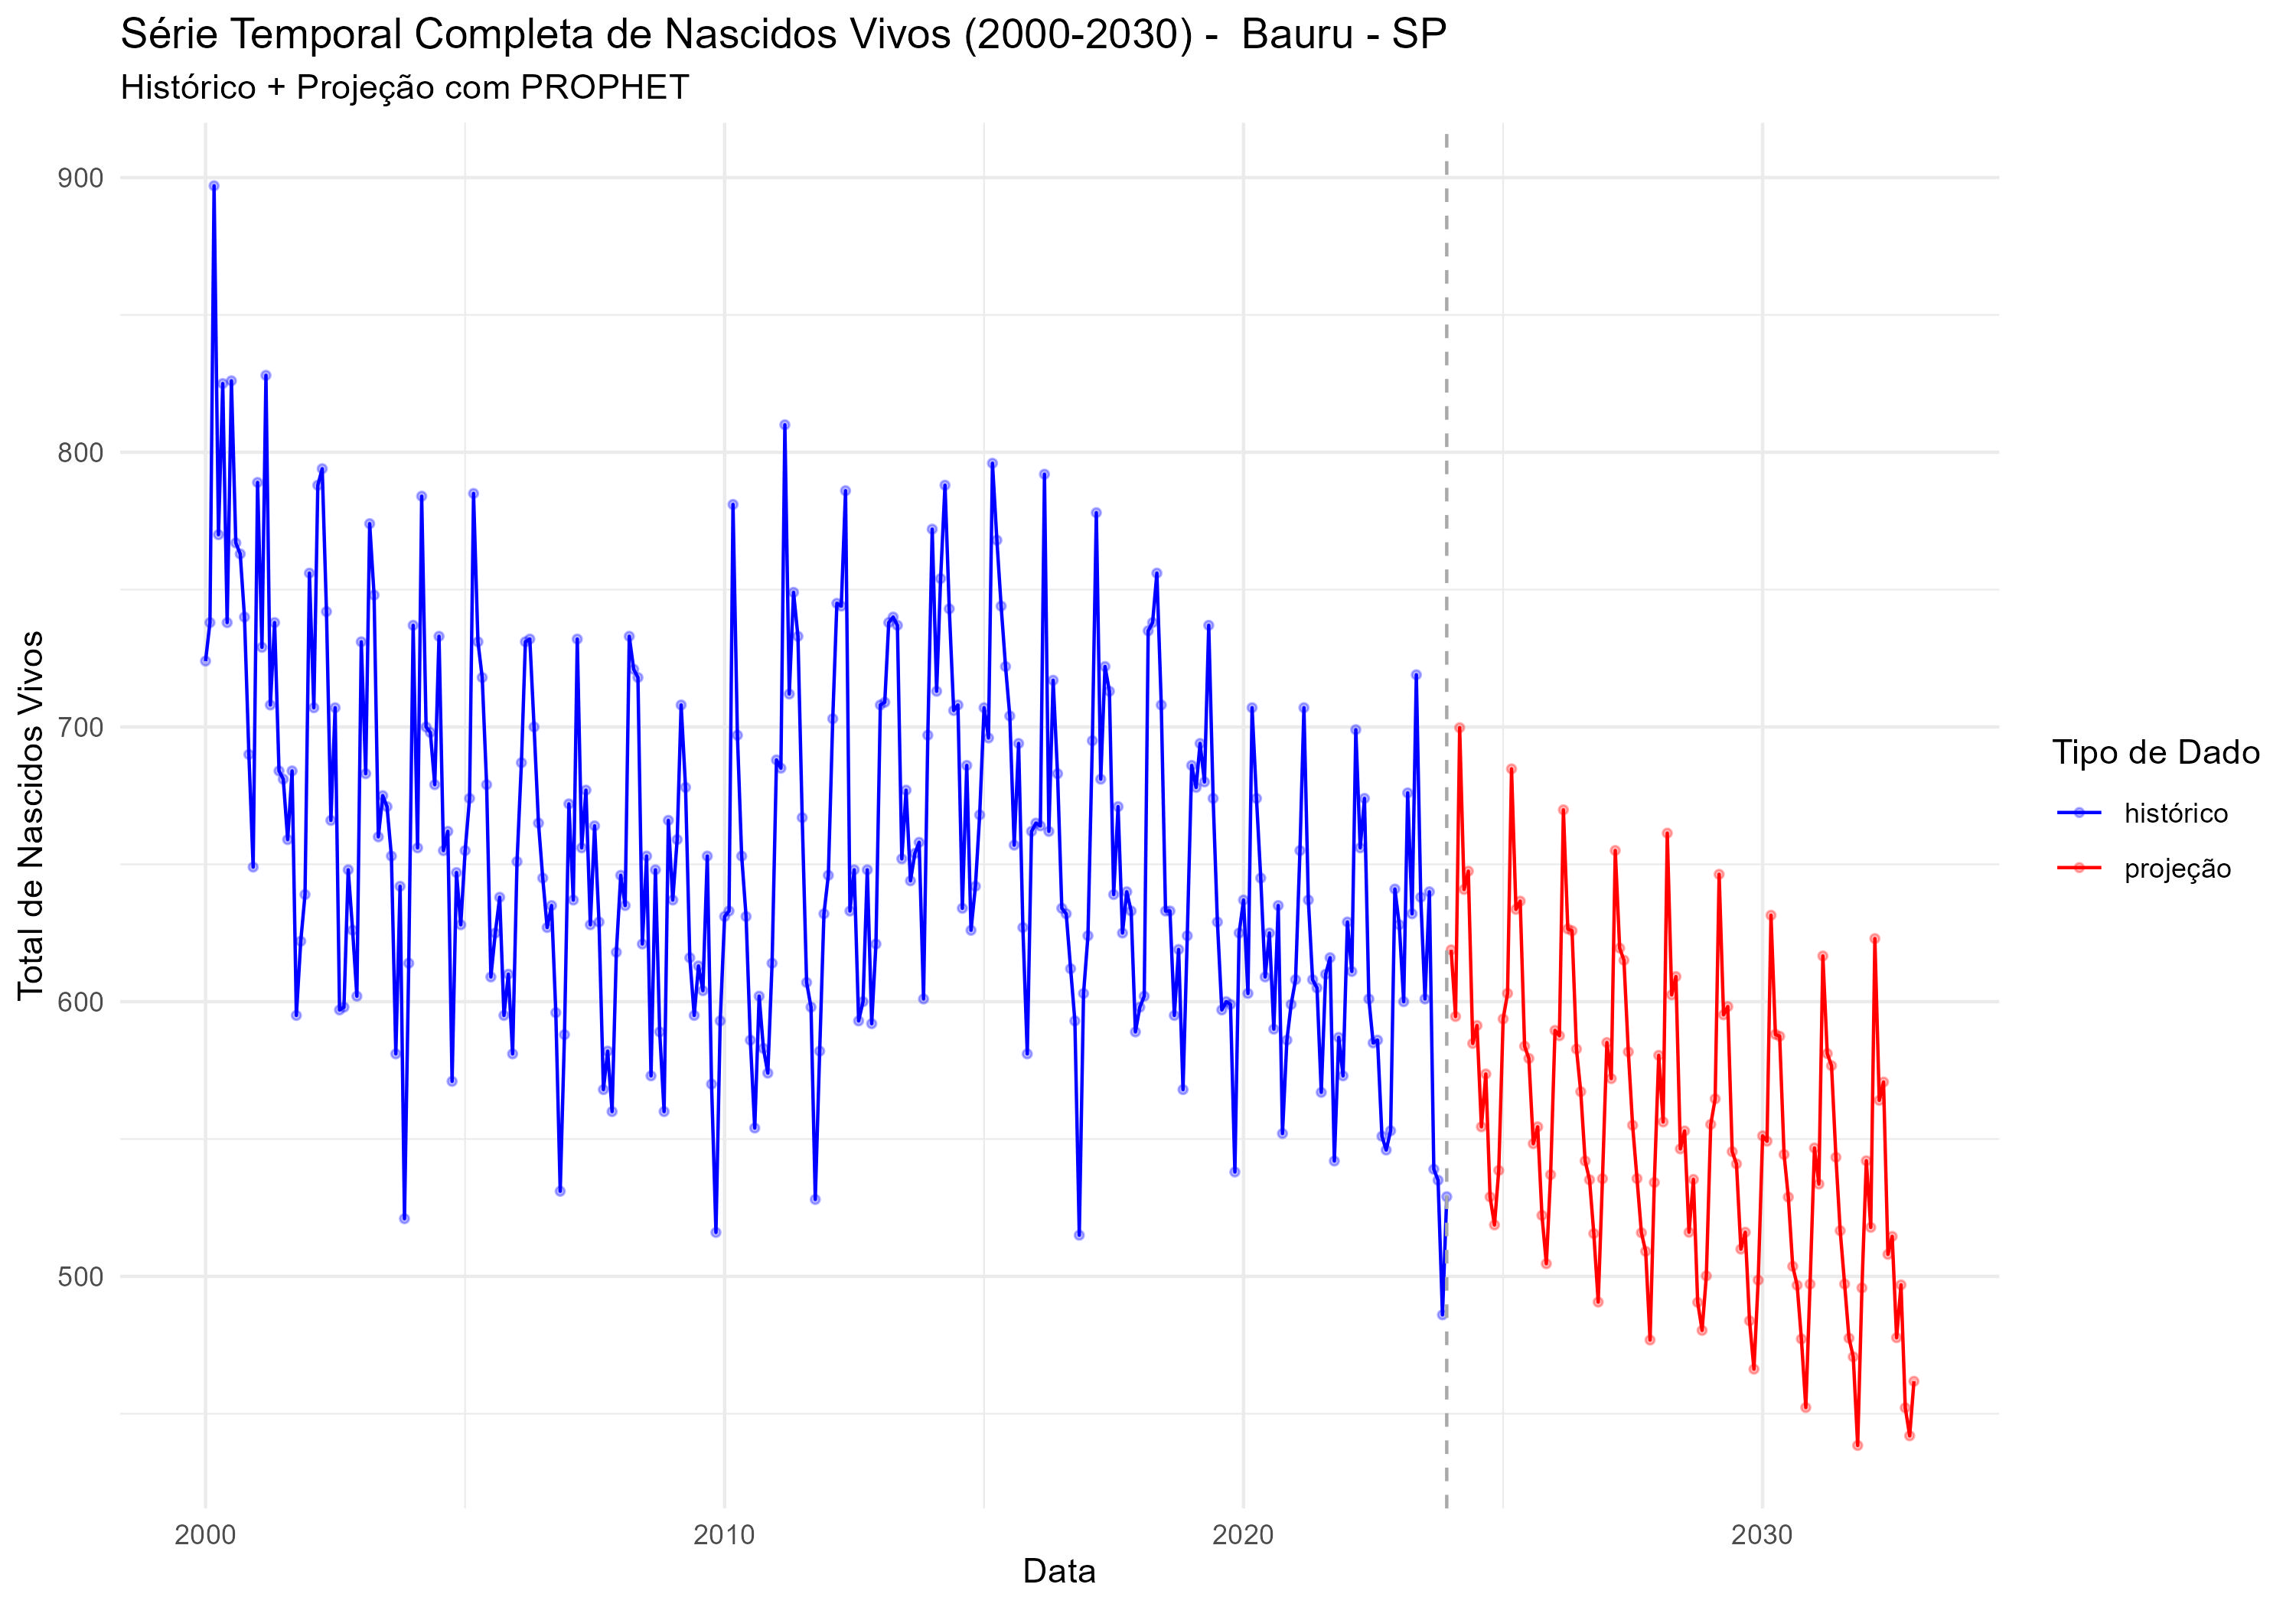 Série Temporal Completa de Nascidos Vivos (2000-2030) -  Bauru - SP
Histórico + Projeção com PROPHET
900
800
700
600
500
Total de Nascidos Vivos
2000
2010
2020
2030
Data
Tipo de Dado
histórico
projeção